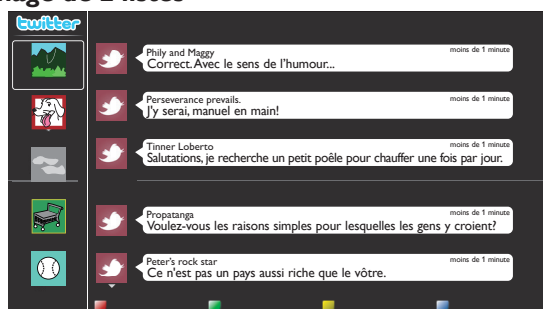 twitter
Phily and Maggy
moins de 1 minute
Correct. Avec le sens de l'humour...
Perseverance prevails.
moins de 1 minute
J'y serai, manuel en main!
Tinner Loberto
moins de 1 minute
Salutations, je recherche un petit poêle pour chauffer une fois par jour.
Propatanga
moins de 1 minute
Voulez-vous les raisons simples pour lesquelles les gens y croient?
Peter's rock star
moins de 1 minute
Ce n'est pas un pays aussi riche que le vôtre.